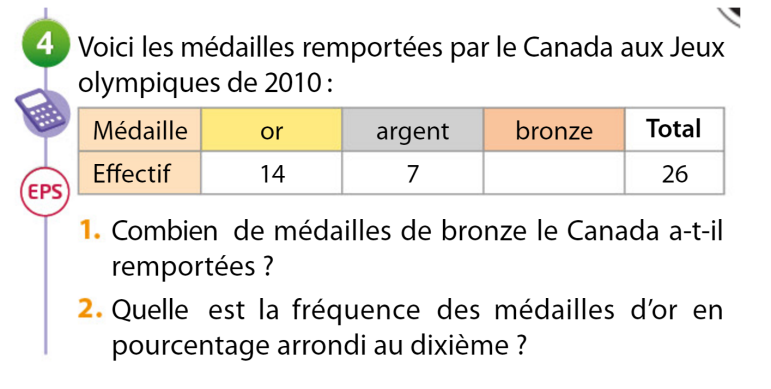 4 Voici les médailles remportées par le Canada aux Jeux
olympiques de 2010 :
Médaille or argent bronze Total
Effectif 14 7 26
EPS
1. Combien de médailles de bronze le Canada a-t-il
remportées ?
2. Quelle est la fréquence des médailles d'or en
pourcentage arrondi au dixième ?